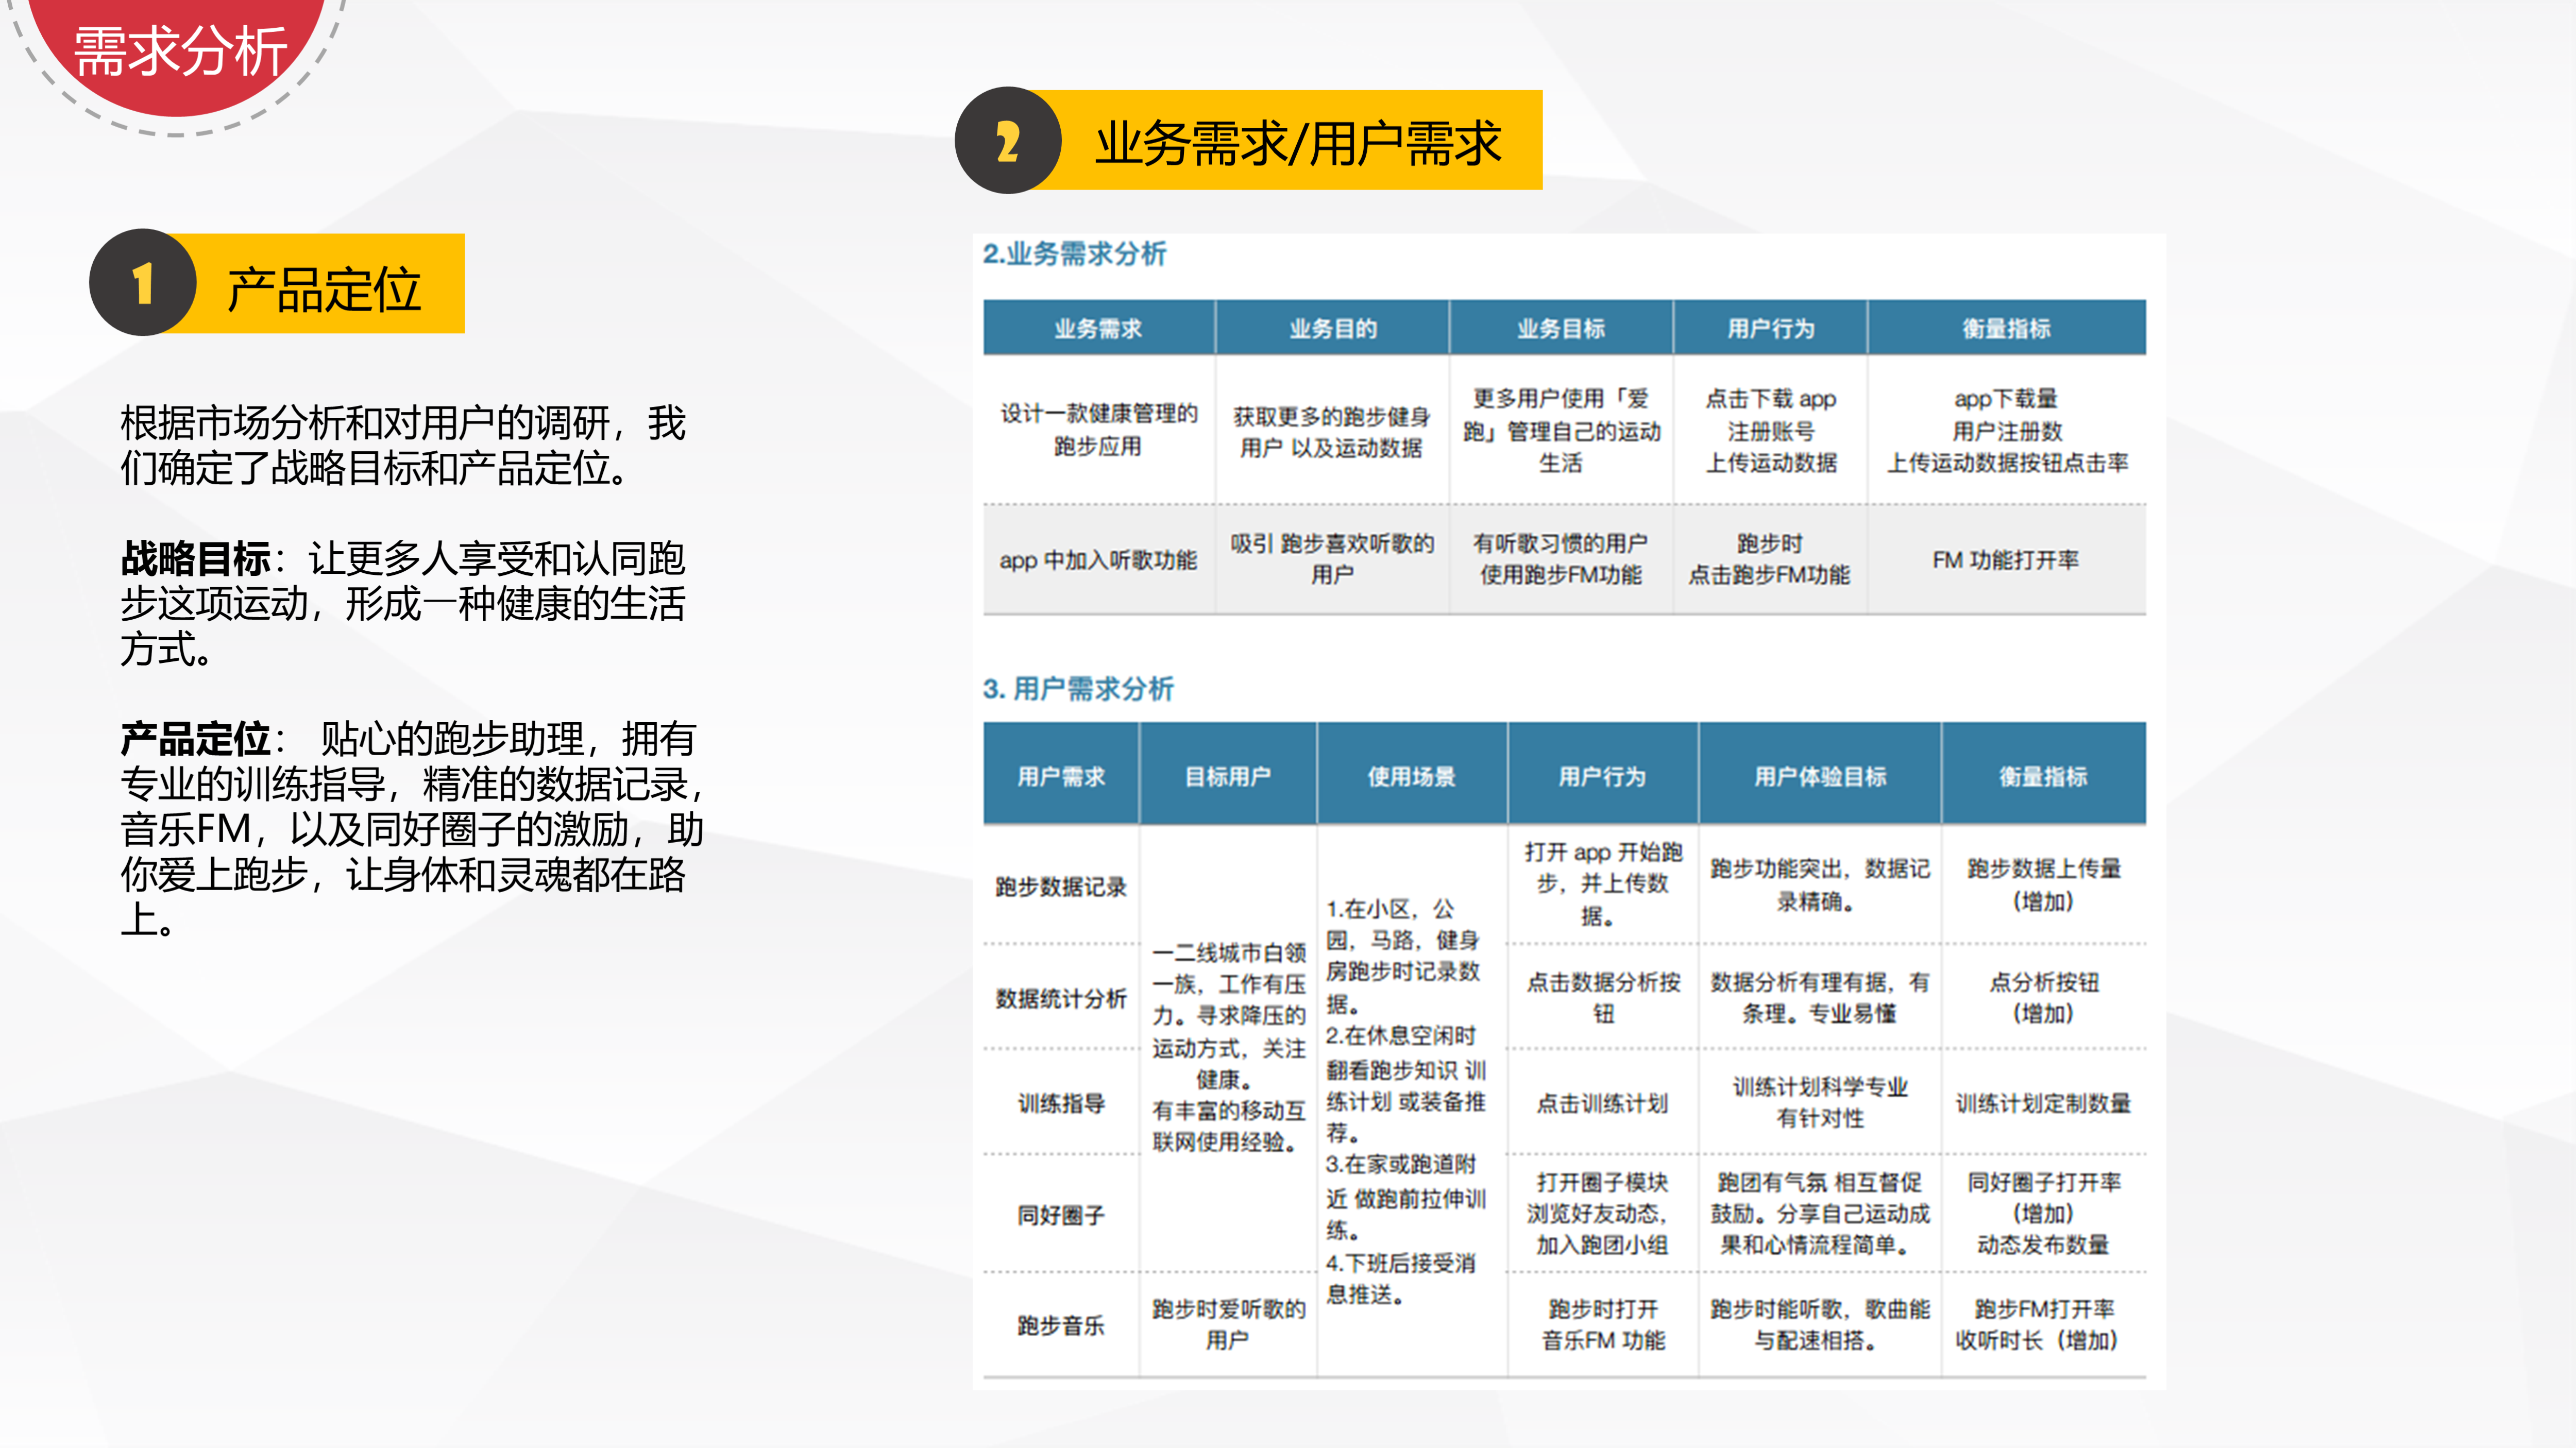 需求分析
1
产品定位
根据市场分析和对用户的调研，我
们确定了战略目标和产品定位。
战略目标：让更多人享受和认同跑
步这项运动，形成一种健康的生活
方式。
产品定位： 贴心的跑步助理，拥有
专业的训练指导，精准的数据记录，
音乐FM，以及同好圈子的激励，助
你爱上跑步，让身体和灵魂都在路
上。
2
业务需求/用户需求
2.业务需求分析
业务需求
业务目的
业务目标
用户行为
衡量指标
设计一款健康管理的
跑步应用
获取更多的跑步健身
用户 以及运动数据
更多用户使用「爱
跑」管理自己的运动
生活
点击下载 app
注册账号
上传运动数据
app下载量
用户注册数
上传运动数据按钮点击率
app 中加入听歌功能
吸引 跑步喜欢听歌的
用户
有听歌习惯的用户
使用跑步FM功能
跑步时
点击跑步FM功能
FM 功能打开率
3. 用户需求分析
用户需求
目标用户
使用场景
用户行为
用户体验目标
衡量指标
跑步数据记录
一二线城市白领
一族，工作有压
力。寻求降压的
运动方式，关注
健康。
有丰富的移动互
联网使用经验。
1.在小区，公
园，马路，健身
房跑步时记录数
据。
2.在休息空闲时
翻看跑步知识 训
练计划 或装备推
荐。
3.在家或跑道附
近 做跑前拉伸训
练。
4.下班后接受消
息推送。
打开 app 开始跑
步，并上传数
据。
跑步功能突出，数据记
录精确。
跑步数据上传量
（增加）
数据统计分析
点击数据分析按
钮
数据分析有理有据，有
条理。专业易懂
点分析按钮
（增加）
训练指导
点击训练计划
训练计划科学专业
有针对性
训练计划定制数量
同好圈子
打开圈子模块
浏览好友动态，
加入跑团小组
跑团有气氛 相互督促
鼓励。分享自己运动成
果和心情流程简单。
同好圈子打开率
（增加）
动态发布数量
跑步音乐
跑步时爱听歌的
用户
跑步时打开
音乐FM 功能
跑步时能听歌，歌曲能
与配速相搭。
跑步FM打开率
收听时长（增加）